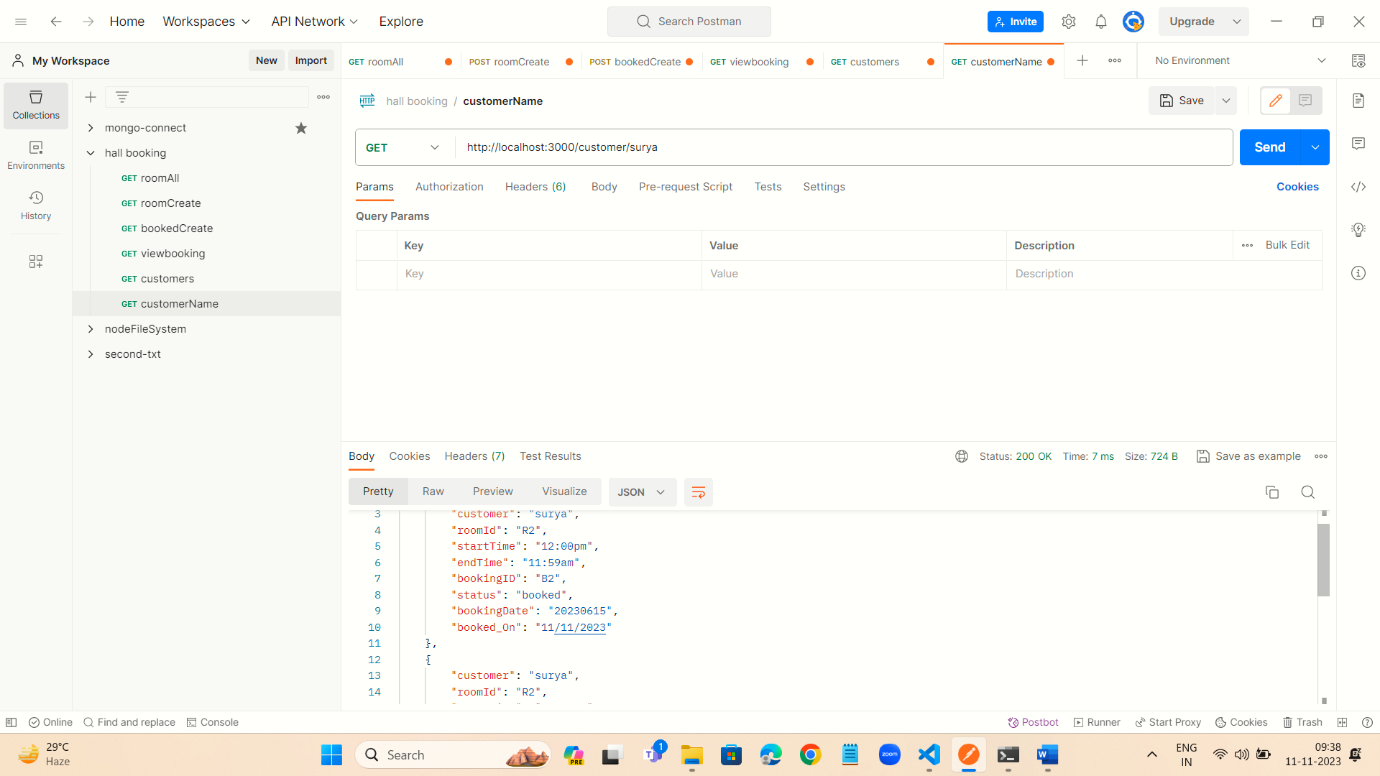 Home Workspaces API Network Explore Search Postman Invite Upgrade
My Workspace New Import GET roomAll POST roomCreate POST bookedCreate GET viewbooking GET customers GET customerName No Environment
Collections
Environments
History
mongo-connect
hall booking
GET roomAll
GET roomCreate
GET bookedCreate
GET viewbooking
GET customers
GET customerName
nodeFileSystem
second-txt
HTTP hall booking / customerName Save
GET http://localhost:3000/customer/surya Send
Params Authorization Headers (6) Body Pre-request Script Tests Settings Cookies
Query Params
Key Value Description Bulk Edit
Key Value Description
Body Cookies Headers (7) Test Results Status: 200 OK Time: 7 ms Size: 724 B Save as example
Pretty Raw Preview Visualize JSON
3 "customer": "surya",
4 "roomId": "R2",
5 "startTime": "12:00pm",
6 "endTime": "11:59am",
7 "bookingID": "B2",
8 "status": "booked",
9 "bookingDate": "20230615",
10 "booked_On": "11/11/2023"
11 },
12 {
13 "customer": "surya",
14 "roomId": "R2",
Online Find and replace Console Postbot Runner Start Proxy Cookies Trash
29°C
Haze
Search
PRE
1
zoom
ENG
IN
09:38
11-11-2023